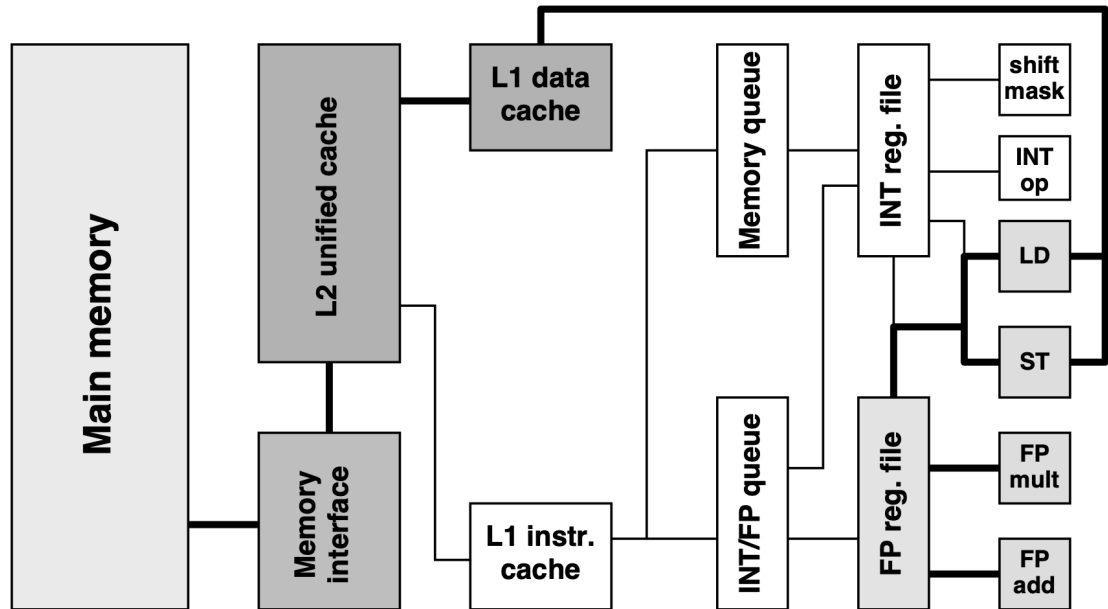 Main memory
L2 unified cache
Memory
interface
L1 data
cache
L1 instr.
cache
Memory queue
INT/FP queue
INT reg. file
FP reg. file
shift
mask
INT
op
LD
ST
FP
mult
FP
add